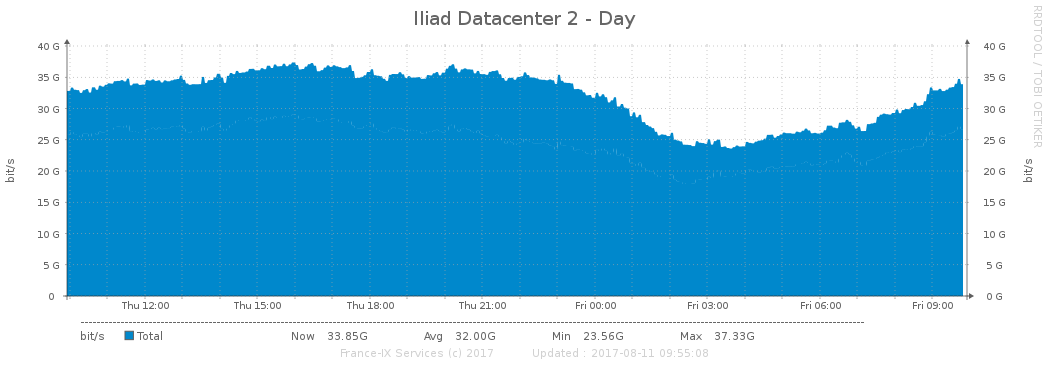 Iliad Datacenter 2 - Day
RRDTOOL / TOBI OETIKER
40 G 40 G
35 G 35 G
30 G 30 G
25 G 25 G
20 G 20 G
15 G 15 G
10 G 10 G
5 G 5 G
0 0 G
bit/s bit/s
Thu 12:00 Thu 15:00 Thu 18:00 Thu 21:00 Fri 00:00 Fri 03:00 Fri 06:00 Fri 09:00
bit/s Total Now 33.85G Avg 32.00G Min 23.56G Max 37.33G
France-IX Services (c) 2017 Updated : 2017-08-11 09:55:08